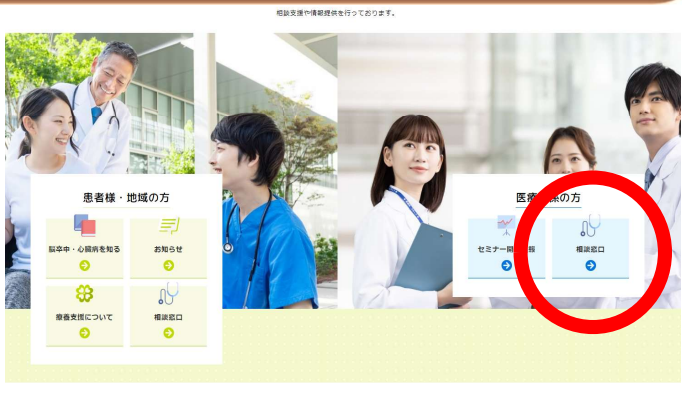 相談支援や情報提供を行っております。
患者様・地域の方
脳卒中・心臓病を知る
お知らせ
療養支援について
相談窓口
医療
の方
セミナー開
相談窓口